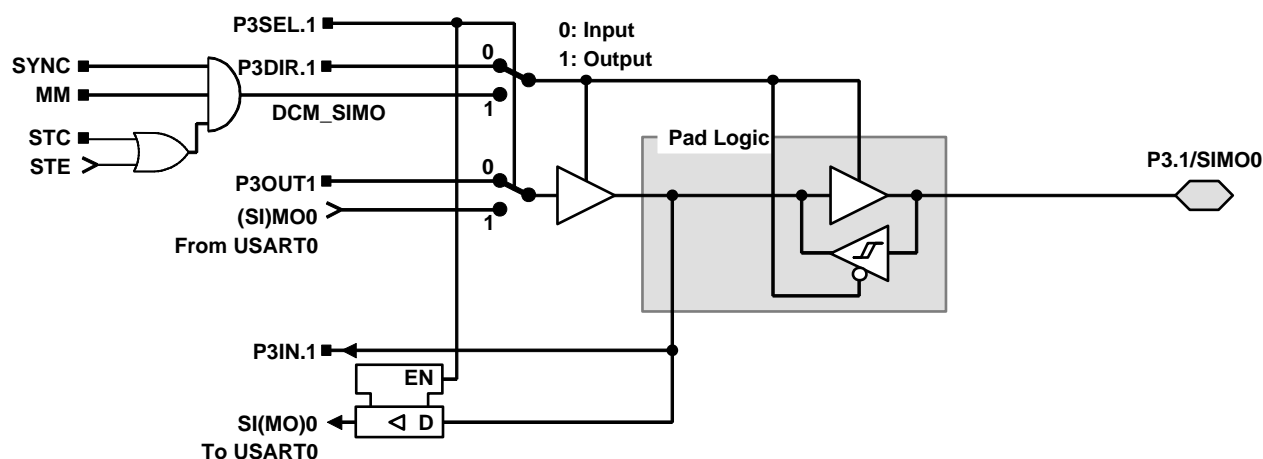 P3SEL.1
0: Input
1: Output
SYNC
P3DIR.1
0
MM
DCM_SIMO
1
STC
STE
Pad Logic
P3.1/SIMO0
P3OUT1
0
(SI)MO0
1
From USART0
P3IN.1
EN
SI(MO)0
D
To USART0